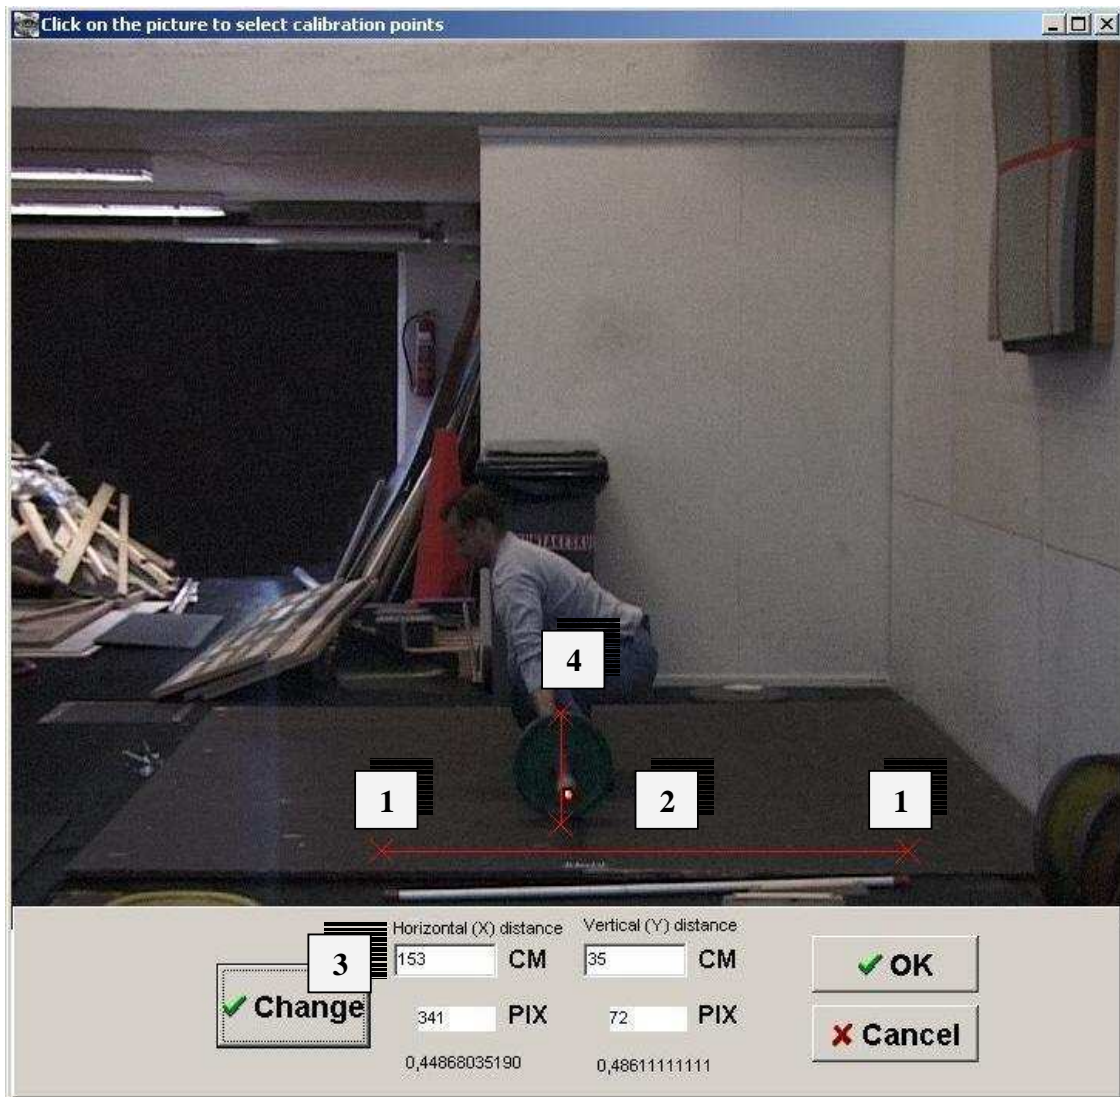 Click on the picture to select calibration points
4
1
2
1
3
Horizontal (X) distance
Vertical (Y) distance
153 CM
35 CM
Change
341 PIX
72 PIX
0,44868035190
0,48611111111
OK
Cancel